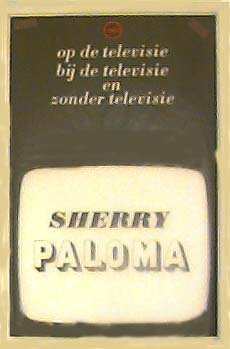 op de televisie
bij de televisie
en
zonder televisie
SHERRY
PALOMA